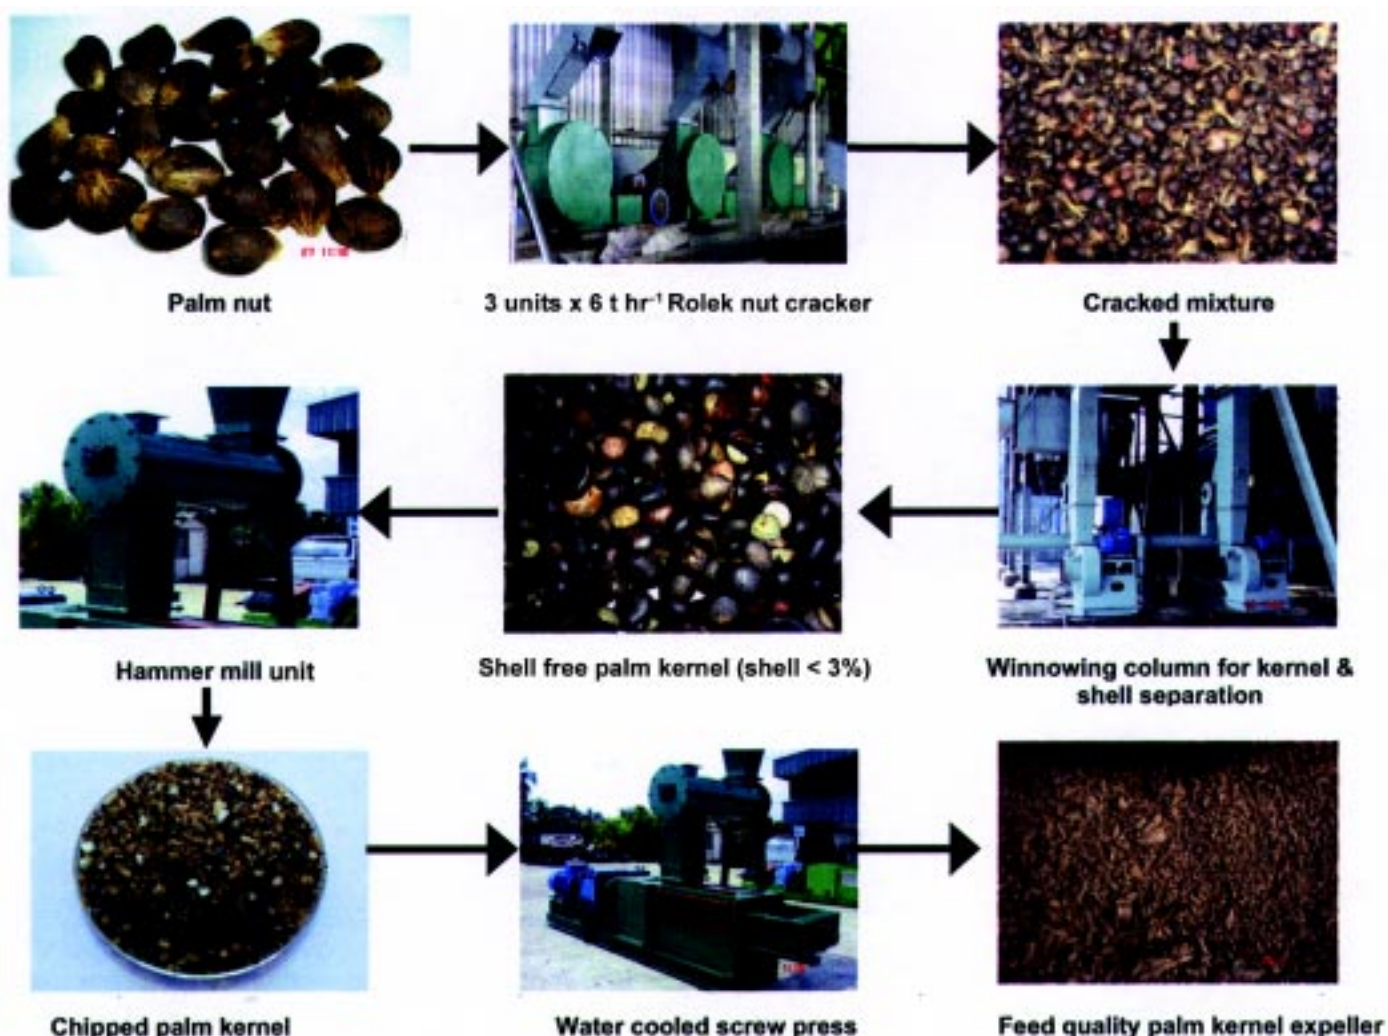 Palm nut
3 units x 6 t hr⁻¹ Rolek nut cracker
Cracked mixture
Hammer mill unit
Shell free palm kernel (shell < 3%)
Winnowing column for kernel &
shell separation
Chipped palm kernel
Water cooled screw press
Feed quality palm kernel expeller